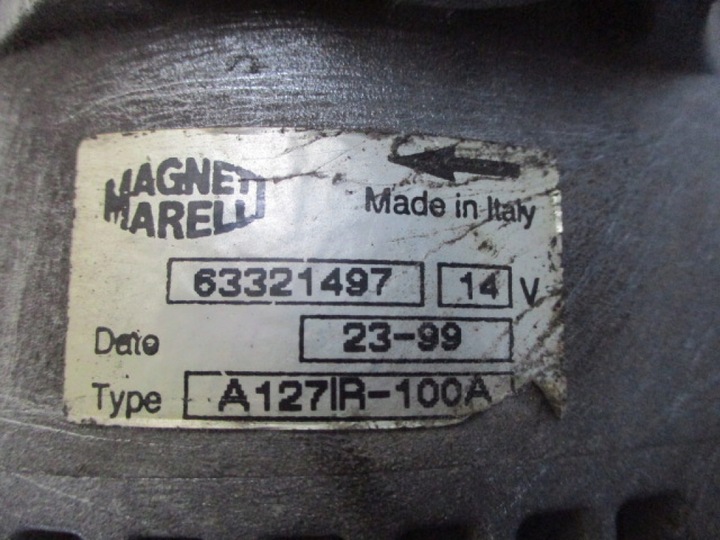 MAGNETI
MARELLI
Made in Italy
63321497 14 V
Date 23-99
Type A127IR-100A